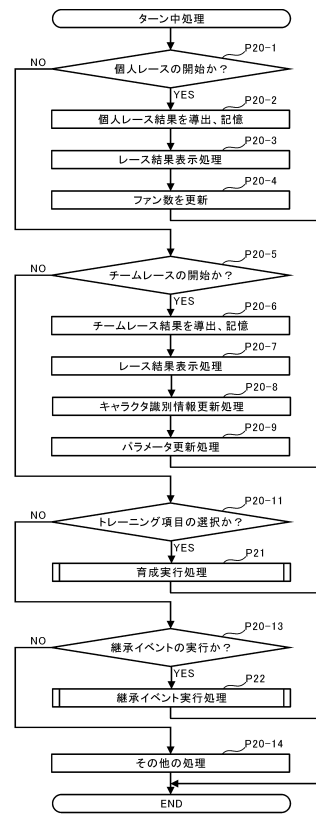 ターン中処理
P20-1
NO
個人レースの開始か？
YES
P20-2
個人レース結果を導出、記憶
P20-3
レース結果表示処理
P20-4
ファン数を更新
P20-5
NO
チームレースの開始か？
YES
P20-6
チームレース結果を導出、記憶
P20-7
レース結果表示処理
P20-8
キャラクタ識別情報更新処理
P20-9
パラメータ更新処理
P20-11
NO
トレーニング項目の選択か？
YES
P21
育成実行処理
P20-13
NO
継承イベントの実行か？
YES
P22
継承イベント実行処理
P20-14
その他の処理
END